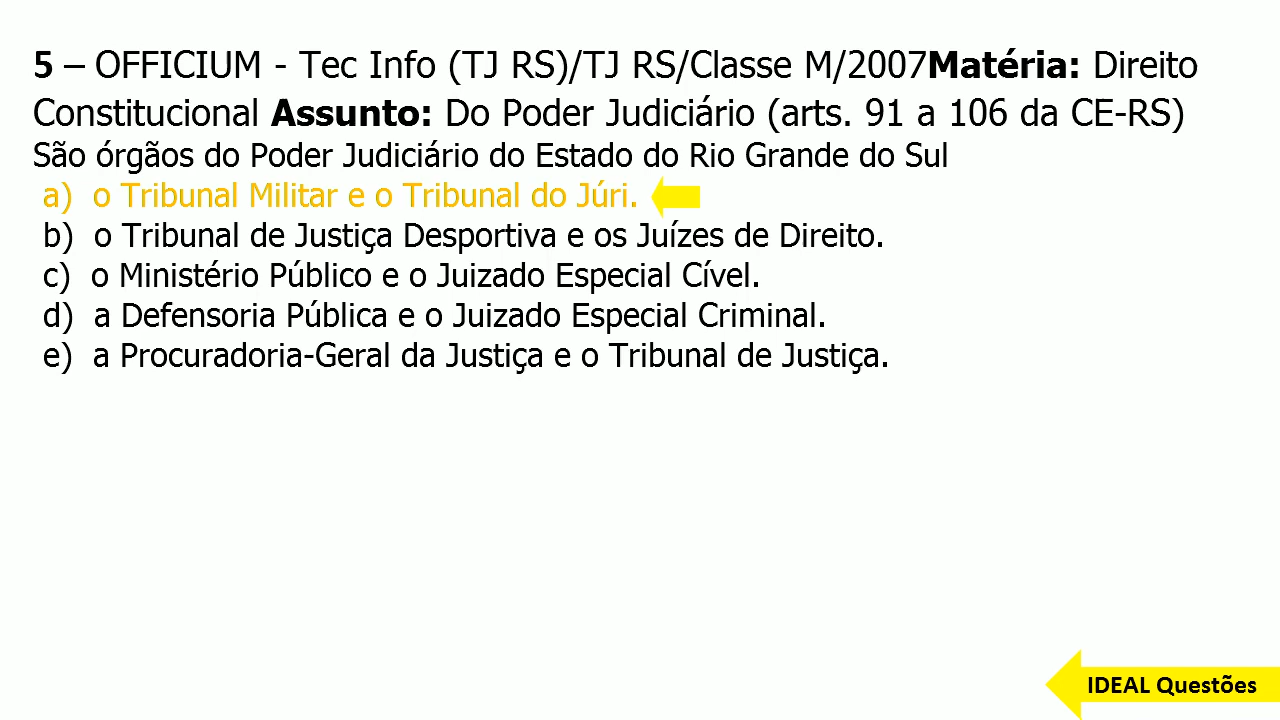 5 – OFFICIUM - Tec Info (TJ RS)/TJ RS/Classe M/2007Matéria: Direito
Constitucional Assunto: Do Poder Judiciário (arts. 91 a 106 da CE-RS)
São órgãos do Poder Judiciário do Estado do Rio Grande do Sul
a) o Tribunal Militar e o Tribunal do Júri.
b) o Tribunal de Justiça Desportiva e os Juízes de Direito.
c) o Ministério Público e o Juizado Especial Cível.
d) a Defensoria Pública e o Juizado Especial Criminal.
e) a Procuradoria-Geral da Justiça e o Tribunal de Justiça.
IDEAL Questões